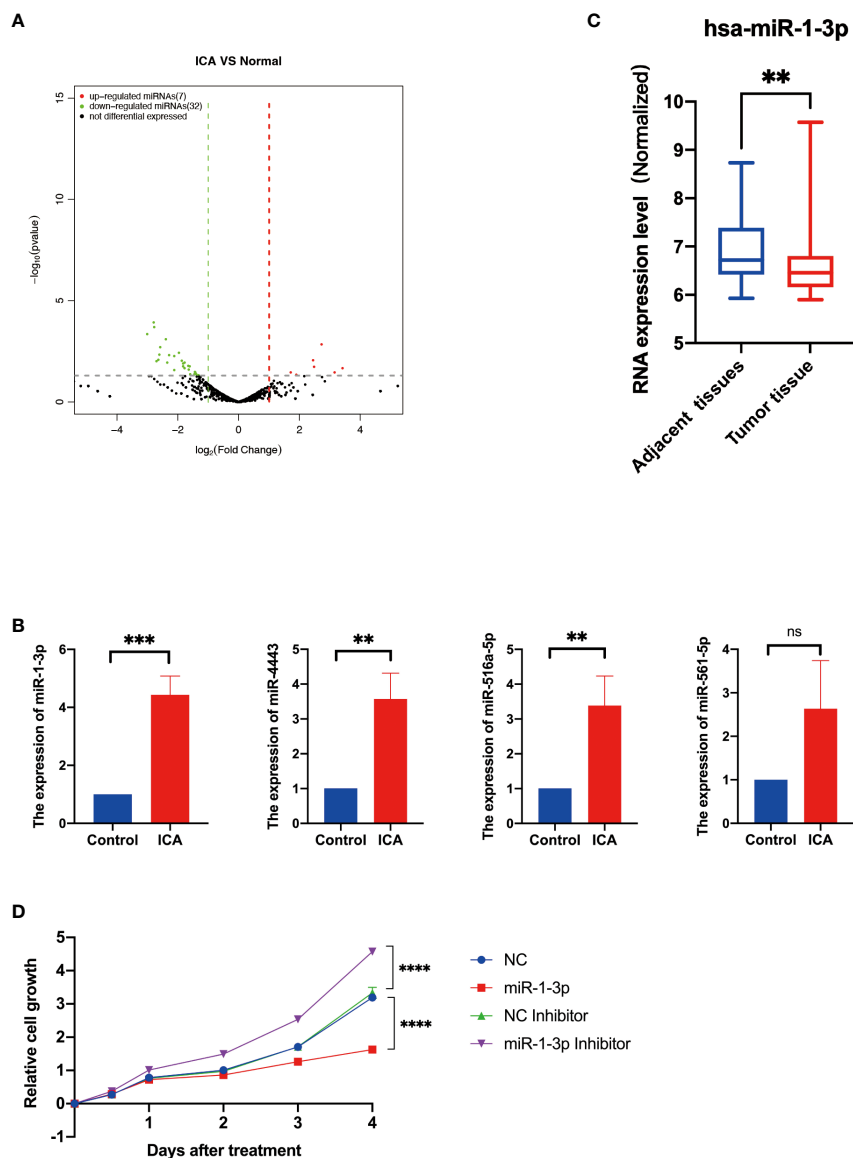 A
ICA VS Normal
up−regulated miRNAs(7)
down−regulated miRNAs(32)
not differential expressed
15
10
5
0
−log10(pvalue)
−4
−2
0
2
4
log2(Fold Change)
C
hsa-miR-1-3p
**
10
9
8
7
6
5
RNA expression level (Normalized)
Adjacent tissues
Tumor tissue
B
***
6
4
2
0
The expression of miR-1-3p
Control
ICA
**
5
4
3
2
1
0
The expression of miR-4443
Control
ICA
**
5
4
3
2
1
0
The expression of miR-516a-5p
Control
ICA
ns
4
3
2
1
0
The expression of miR-561-5p
Control
ICA
D
5
4
3
2
1
0
-1
Relative cell growth
1
2
3
4
Days after treatment
****
****
NC
miR-1-3p
NC Inhibitor
miR-1-3p Inhibitor